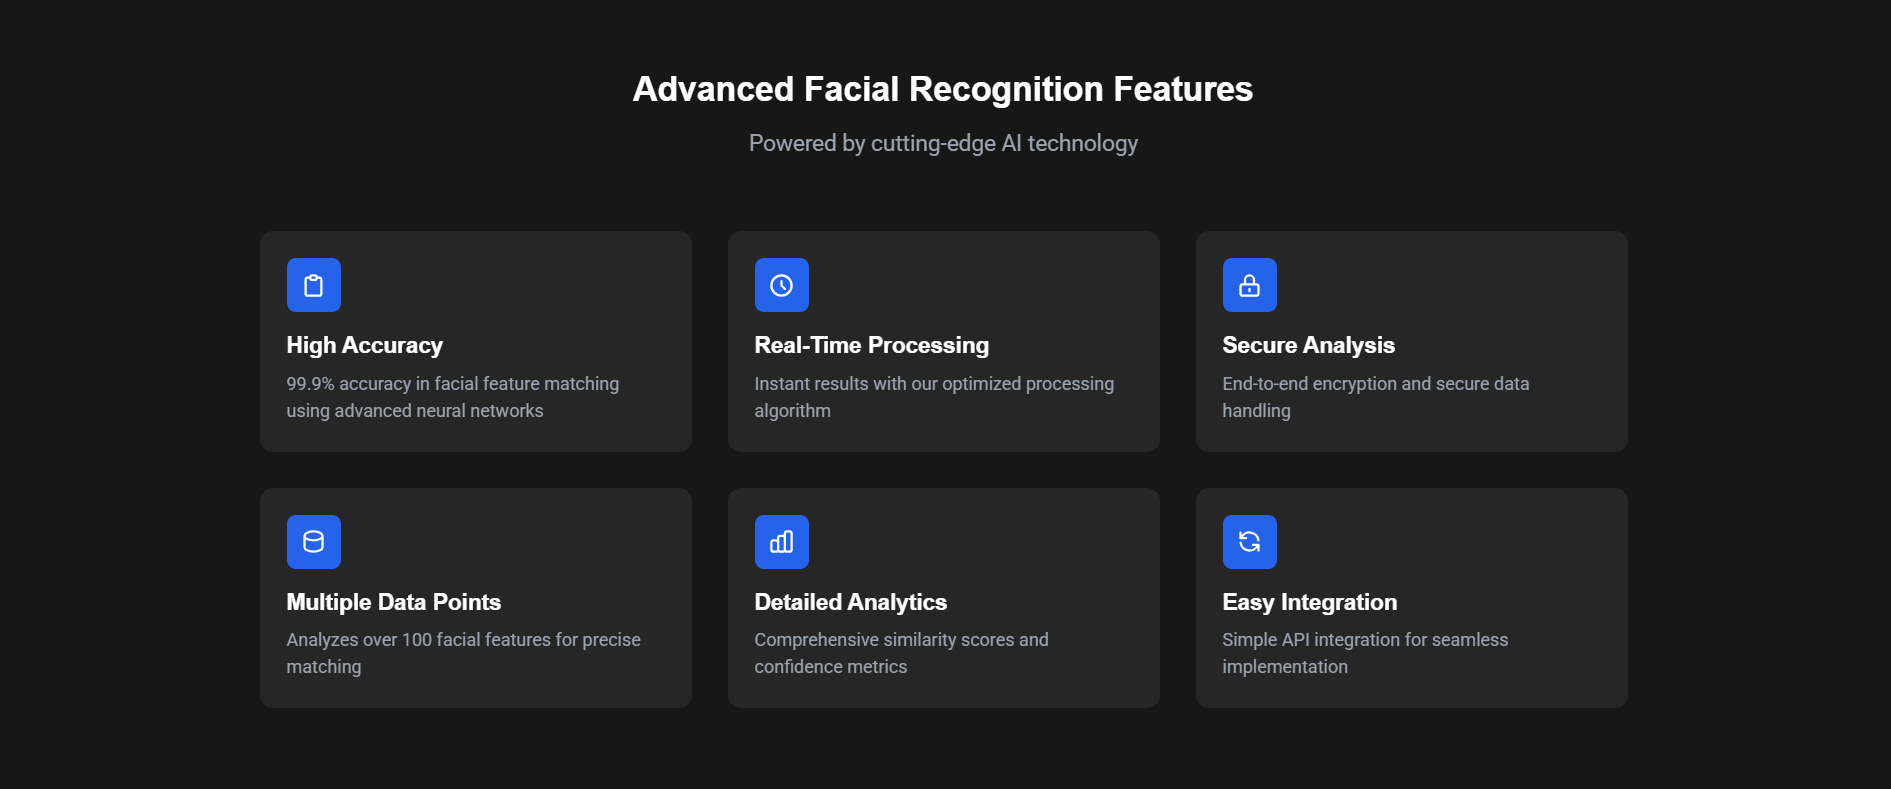 Advanced Facial Recognition Features
Powered by cutting-edge AI technology
High Accuracy
99.9% accuracy in facial feature matching
using advanced neural networks
Real-Time Processing
Instant results with our optimized processing
algorithm
Secure Analysis
End-to-end encryption and secure data
handling
Multiple Data Points
Analyzes over 100 facial features for precise
matching
Detailed Analytics
Comprehensive similarity scores and
confidence metrics
Easy Integration
Simple API integration for seamless
implementation